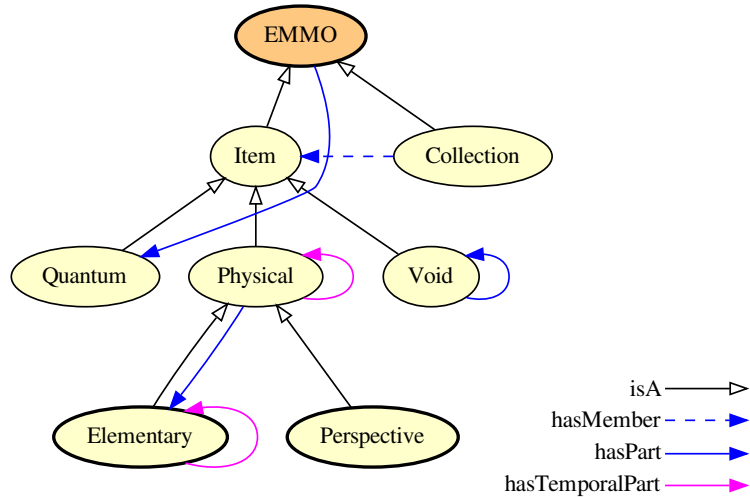 EMMO
Item
Collection
Quantum
Physical
Void
Elementary
Perspective
isA
hasMember
hasPart
hasTemporalPart